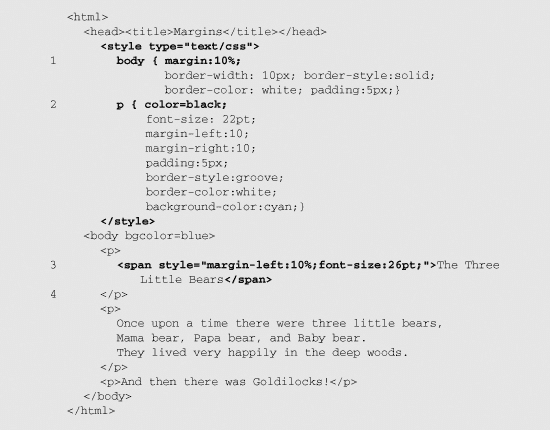 <html>
<head><title>Margins</title></head>
<style type="text/css">
1 body { margin:10%;
border-width: 10px; border-style:solid;
border-color: white; padding:5px;}
2 p { color=black;
font-size: 22pt;
margin-left:10;
margin-right:10;
padding:5px;
border-style:groove;
border-color:white;
background-color:cyan;}
</style>
<body bgcolor=blue>
<p>
3 <span style="margin-left:10%;font-size:26pt;">The Three
Little Bears</span>
4 </p>
<p>
Once upon a time there were three little bears,
Mama bear, Papa bear, and Baby bear.
They lived very happily in the deep woods.
</p>
<p>And then there was Goldilocks!</p>
</body>
</html>